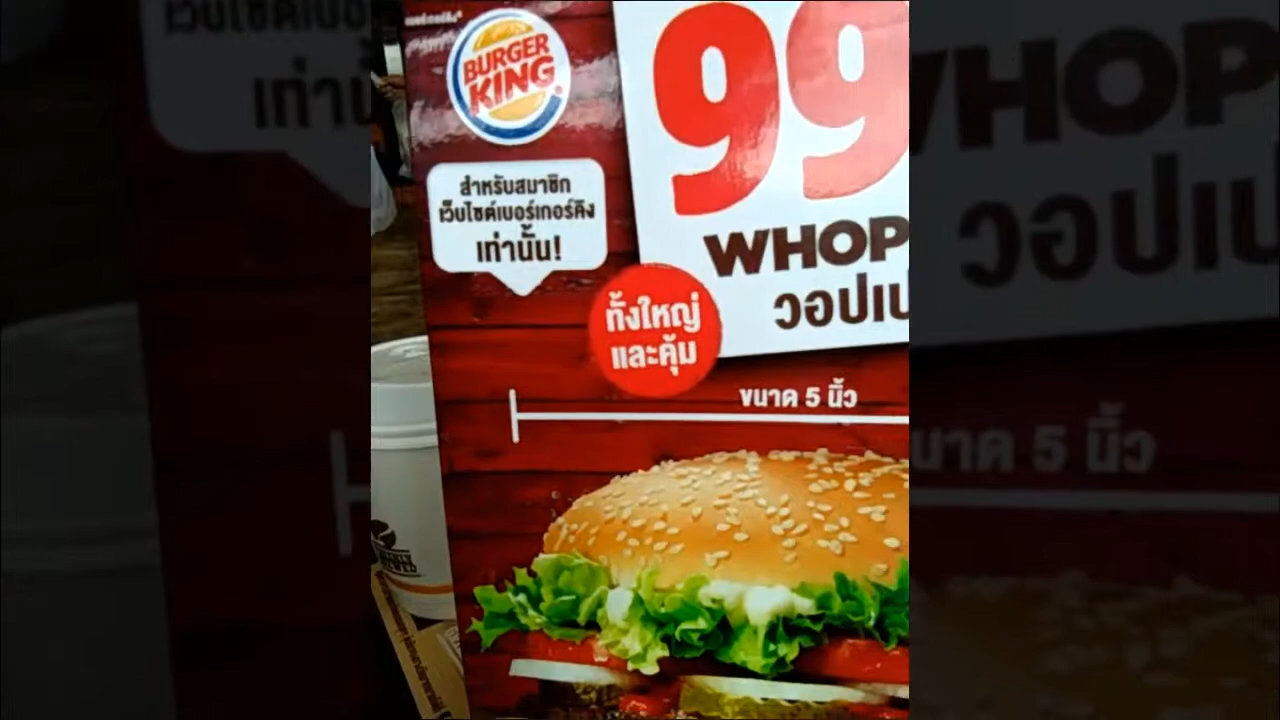 BURGER
KING
สำหรับสมาชิก
เว็บไซต์เบอร์เกอร์คิง
เท่านั้น!
99
WHOP
วอปเป
ทั้งใหญ่
และคุ้ม
ขนาด 5 นิ้ว